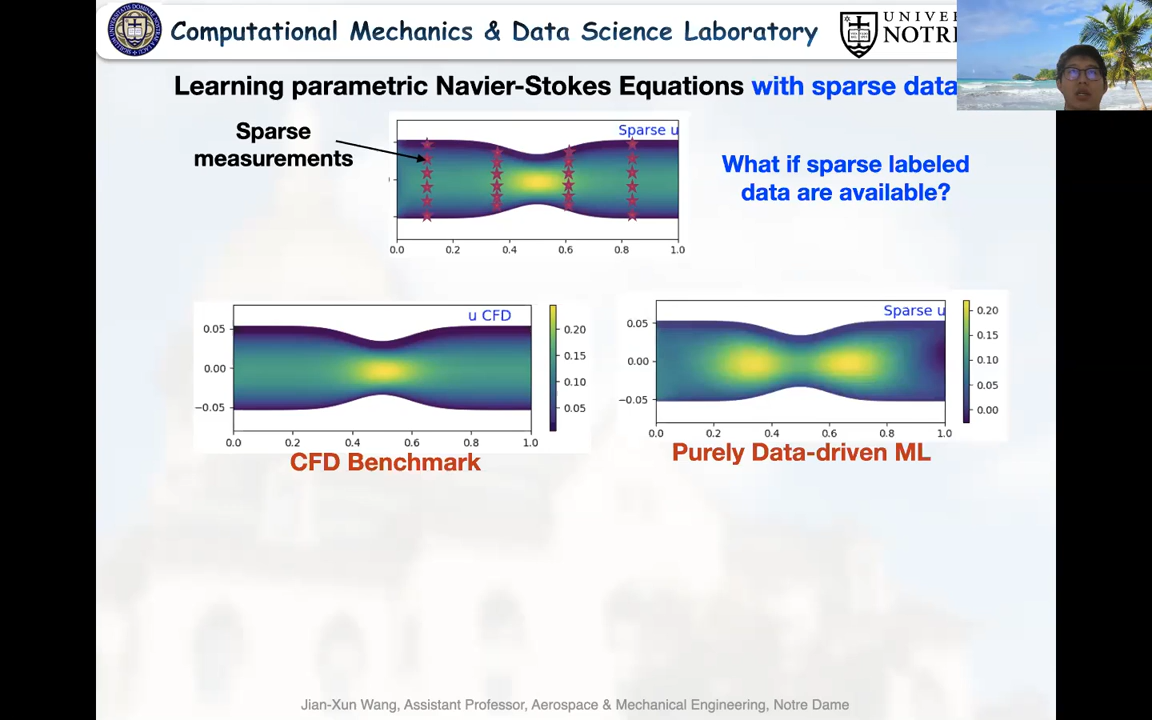 Computational Mechanics & Data Science Laboratory
UNIVER
NOTR
Learning parametric Navier-Stokes Equations with sparse data
Sparse
measurements
Sparse u
0.0 0.2 0.4 0.6 0.8 1.0
What if sparse labeled
data are available?
u CFD
0.05
0.00
−0.05
0.0 0.2 0.4 0.6 0.8 1.0
0.20
0.15
0.10
0.05
CFD Benchmark
Sparse u
0.05
0.00
−0.05
0.0 0.2 0.4 0.6 0.8 1.0
0.20
0.15
0.10
0.05
0.00
Purely Data-driven ML
Jian-Xun Wang, Assistant Professor, Aerospace & Mechanical Engineering, Notre Dame